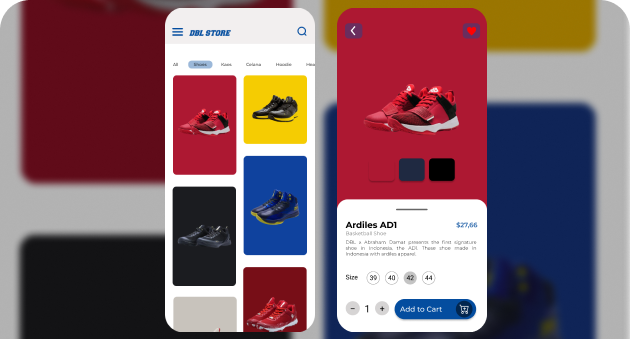 DBL STORE
All Shoes Kaos Celana Hoodie Hea
Ardiles AD1 $27,66
Basketball Shoe
DBL x Abraham Damar presents the first signature
shoe in Indonesia, the AD1. These shoe made in
Indonesia with ardiles apparel.
Size 39 40 42 44
− 1 + Add to Cart